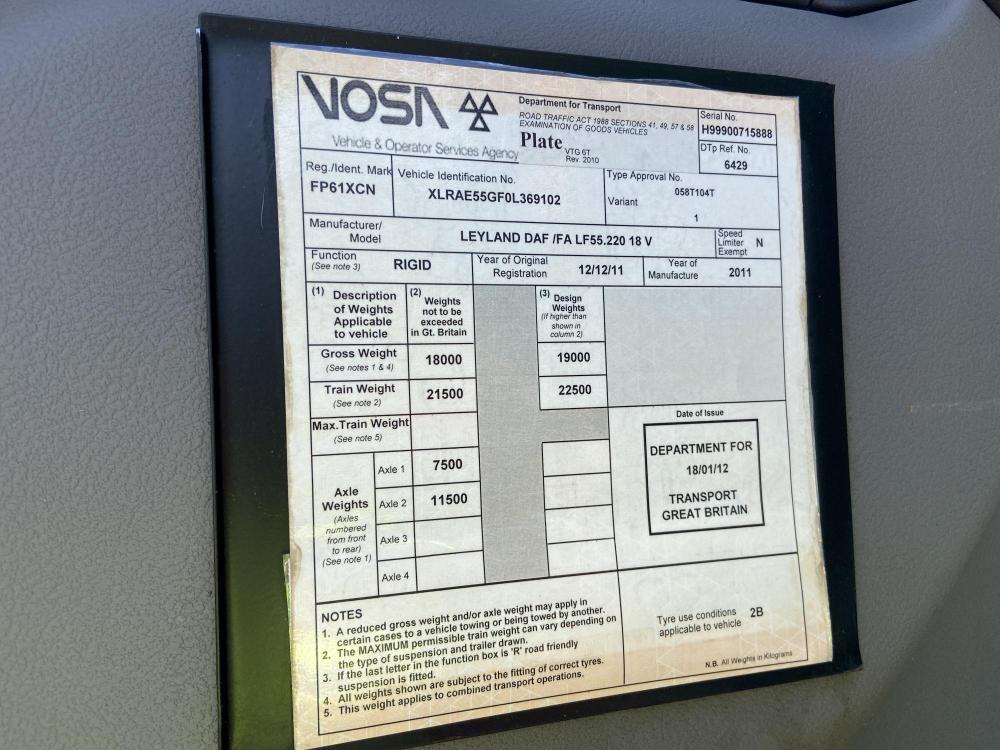 VOSA
Vehicle & Operator Services Agency
Department for Transport
ROAD TRAFFIC ACT 1988 SECTIONS 41, 49, 57 & 58
EXAMINATION OF GOODS VEHICLES
Plate VTG 6T
Rev. 2010
Serial No.
H99900715888
DTp Ref. No.
6429
Reg./Ident. Mark
FP61XCN
Vehicle Identification No.
XLRAE55GF0L369102
Type Approval No.
058T104T
Variant
1
Manufacturer/
Model
LEYLAND DAF /FA LF55.220 18 V
Speed
Limiter
Exempt
N
Function
(See note 3)
RIGID
Year of Original
Registration
12/12/11
Year of
Manufacture
2011
(1) Description
of Weights
Applicable
to vehicle
(2) Weights
not to be
exceeded
in Gt. Britain
(3) Design
Weights
(if higher than
shown in
column 2)
Gross Weight
(See notes 1 & 4)
18000
19000
Train Weight
(See note 2)
21500
22500
Max.Train Weight
(See note 5)
Axle
Weights
(Axles
numbered
from front
to rear)
(See note 1)
Axle 1
7500
Axle 2
11500
Axle 3
Axle 4
Date of Issue
DEPARTMENT FOR
18/01/12
TRANSPORT
GREAT BRITAIN
NOTES
1. A reduced gross weight and/or axle weight may apply in
certain cases to a vehicle towing or being towed by another.
2. The MAXIMUM permissible train weight can vary depending on
the type of suspension and trailer drawn.
3. If the last letter in the function box is 'R' road friendly
suspension is fitted.
4. All weights shown are subject to the fitting of correct tyres.
5. This weight applies to combined transport operations.
Tyre use conditions
applicable to vehicle
2B
N.B. All Weights in Kilograms